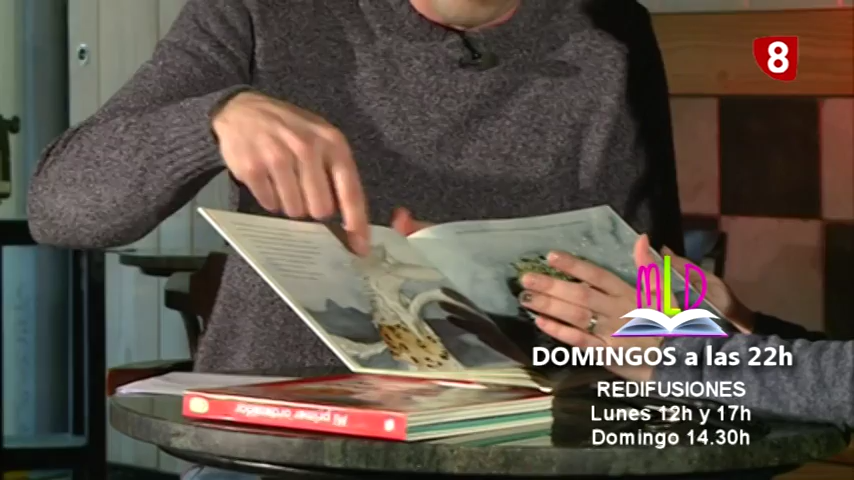 8
MLD
DOMINGOS a las 22h
REDIFUSIONES
Lunes 12h y 17h
Domingo 14.30h
Mi primer ordenador